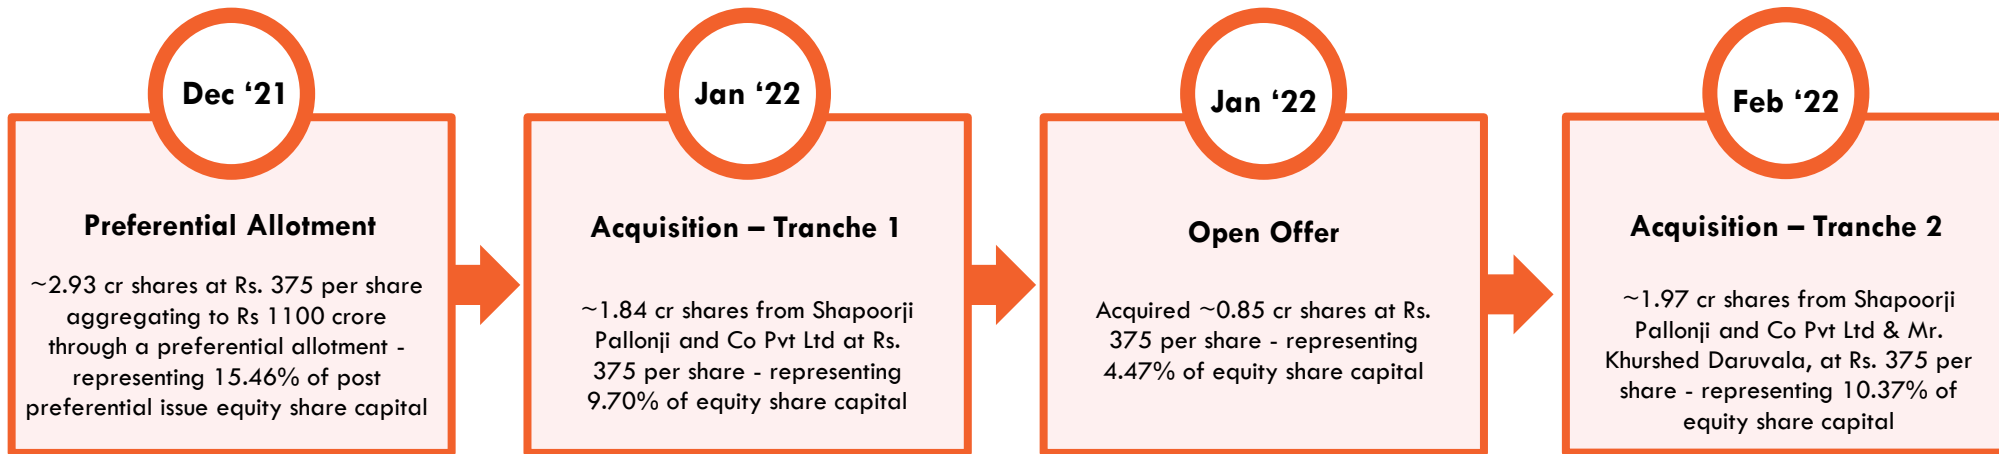 Dec ‘21
Preferential Allotment
~2.93 cr shares at Rs. 375 per share
aggregating to Rs 1100 crore
through a preferential allotment -
representing 15.46% of post
preferential issue equity share capital
Jan ‘22
Acquisition – Tranche 1
~1.84 cr shares from Shapoorji
Pallonji and Co Pvt Ltd at Rs.
375 per share - representing
9.70% of equity share capital
Jan ‘22
Open Offer
Acquired ~0.85 cr shares at Rs.
375 per share - representing
4.47% of equity share capital
Feb ‘22
Acquisition – Tranche 2
~1.97 cr shares from Shapoorji
Pallonji and Co Pvt Ltd & Mr.
Khurshed Daruvala, at Rs. 375 per
share - representing 10.37% of
equity share capital